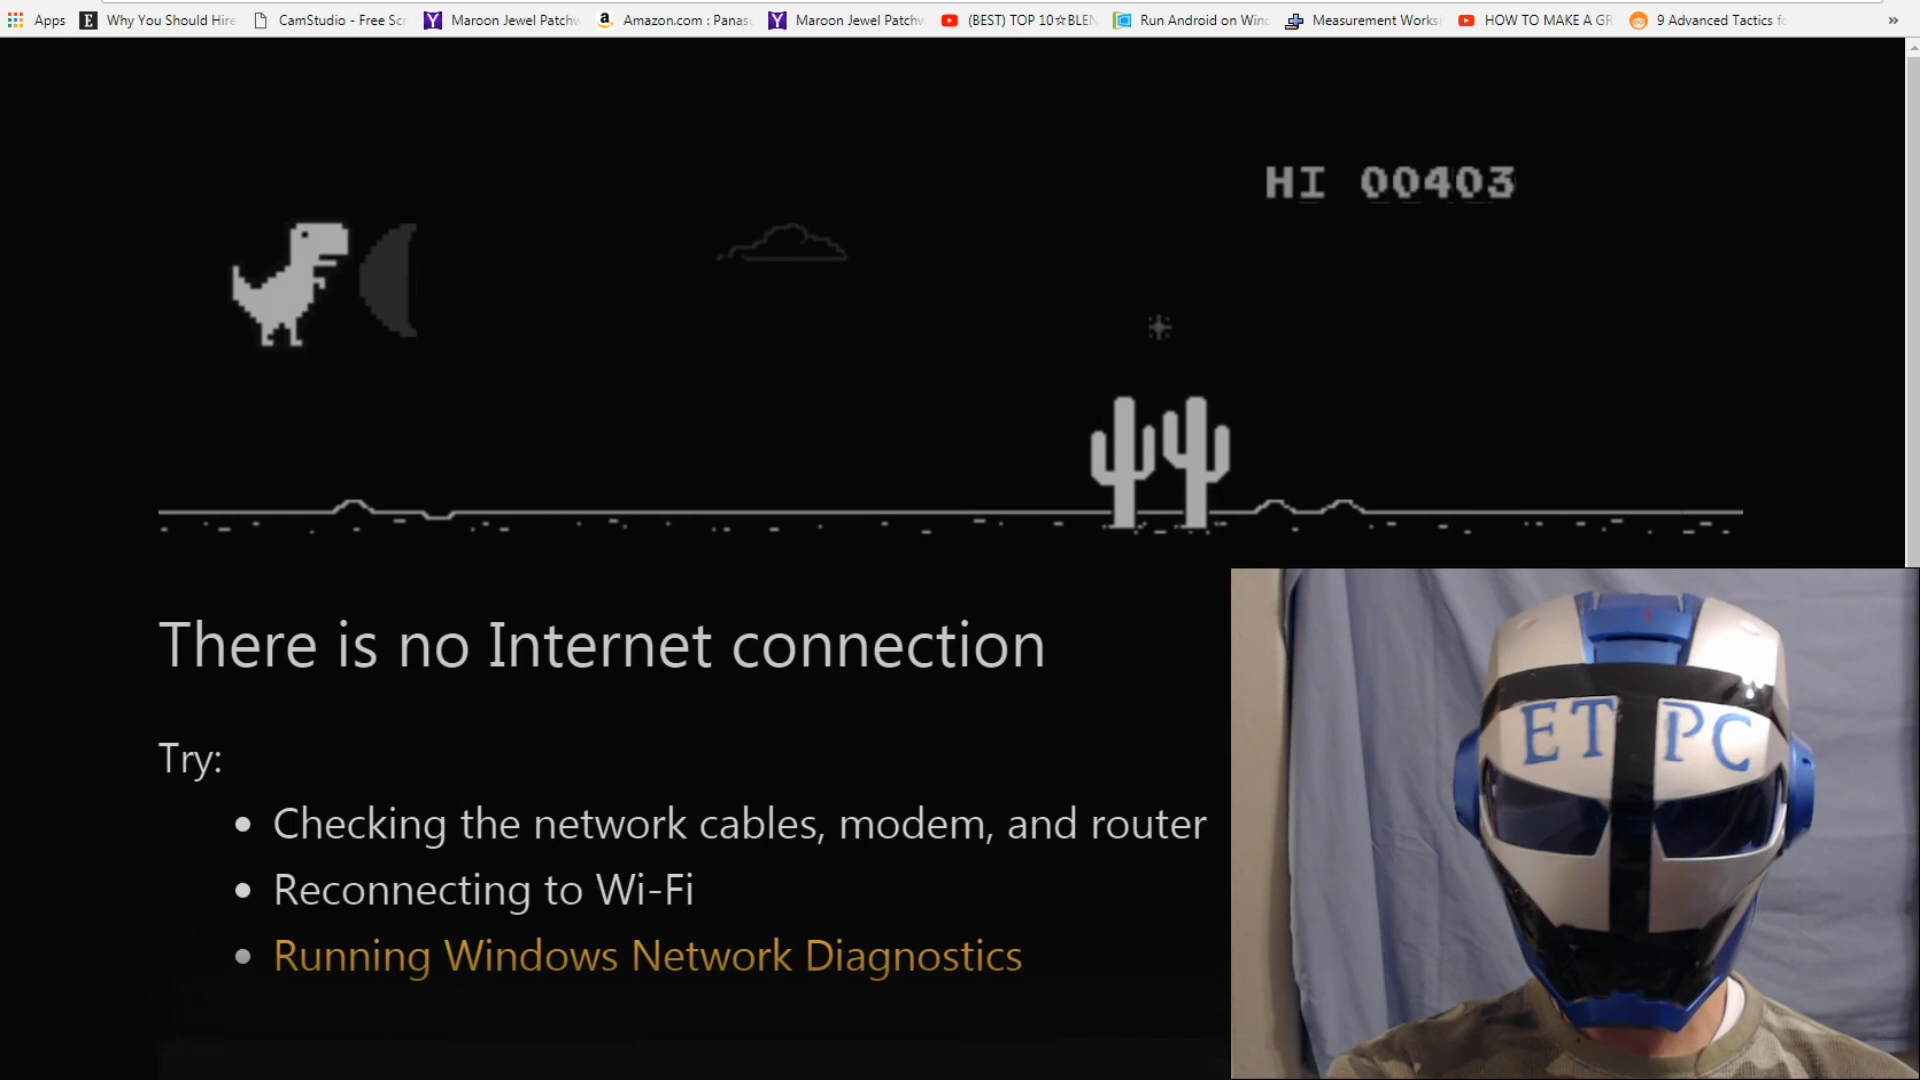 Apps Why You Should Hire CamStudio - Free Scr Maroon Jewel Patchw Amazon.com : Panas Maroon Jewel Patchw (BEST) TOP 10☆BLEN Run Android on Wind Measurement Works HOW TO MAKE A GR 9 Advanced Tactics fo »
HI 00403
There is no Internet connection
Try:
• Checking the network cables, modem, and router
• Reconnecting to Wi-Fi
• Running Windows Network Diagnostics
ET PC